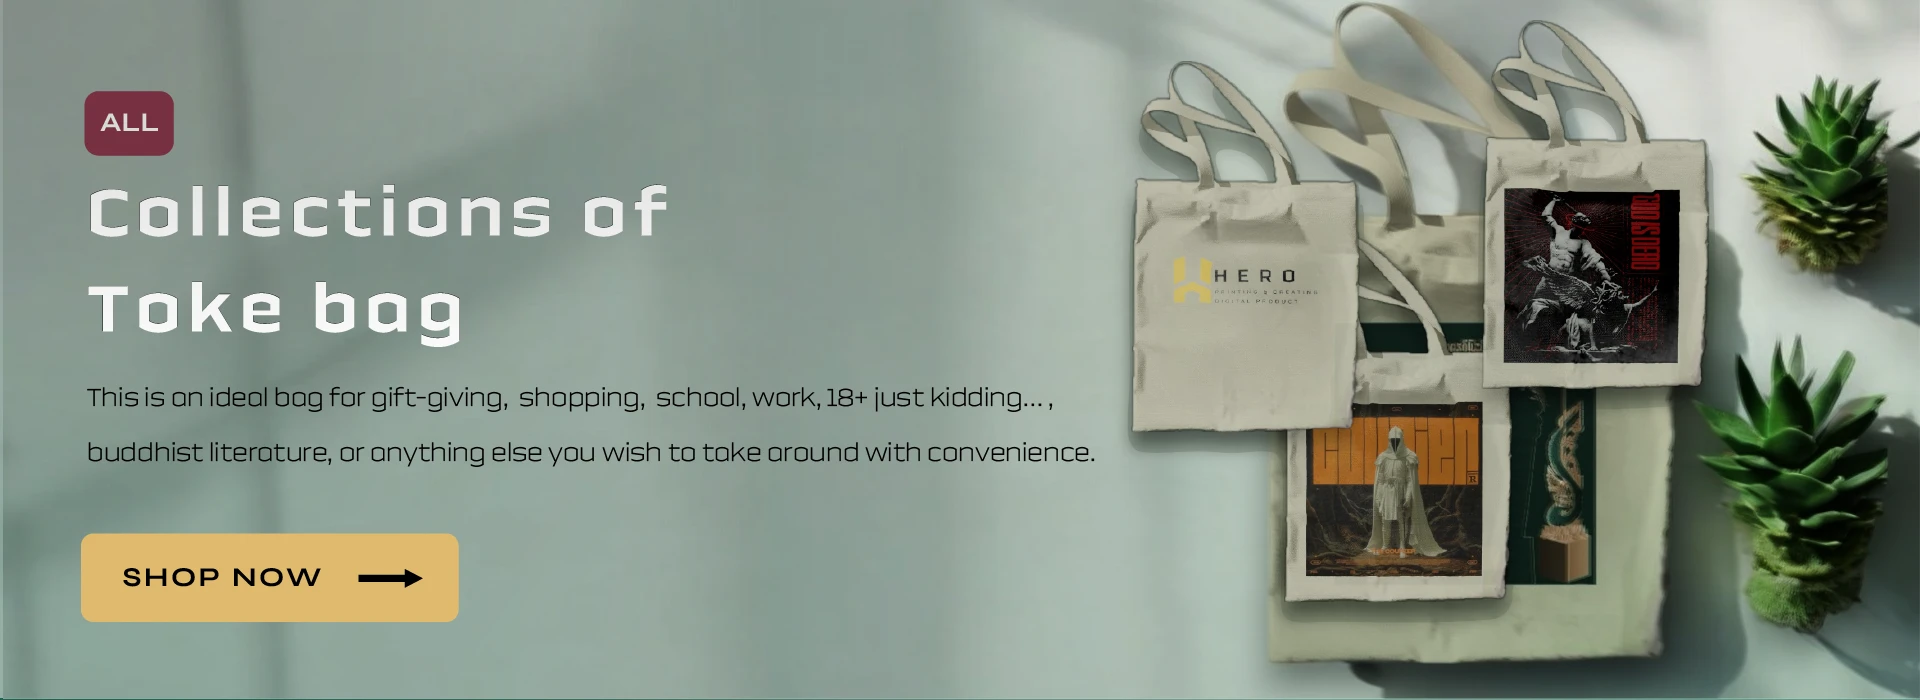 ALL
Collections of
Toke bag
This is an ideal bag for gift-giving, shopping, school, work, 18+ just kidding... ,
buddhist literature, or anything else you wish to take around with convenience.
SHOP NOW
HERO
PRINTING & CREATING
DIGITAL PRODUCT